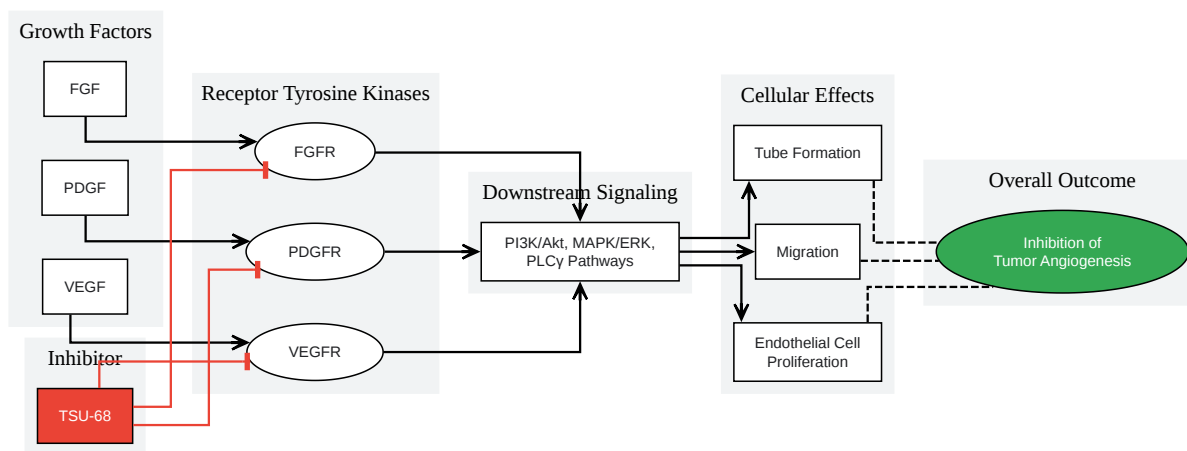 Growth Factors
FGF
PDGF
VEGF
Inhibitor
TSU-68
Receptor Tyrosine Kinases
FGFR
PDGFR
VEGFR
Downstream Signaling
PI3K/Akt, MAPK/ERK,
PLCγ Pathways
Cellular Effects
Tube Formation
Migration
Endothelial Cell
Proliferation
Overall Outcome
Inhibition of
Tumor Angiogenesis